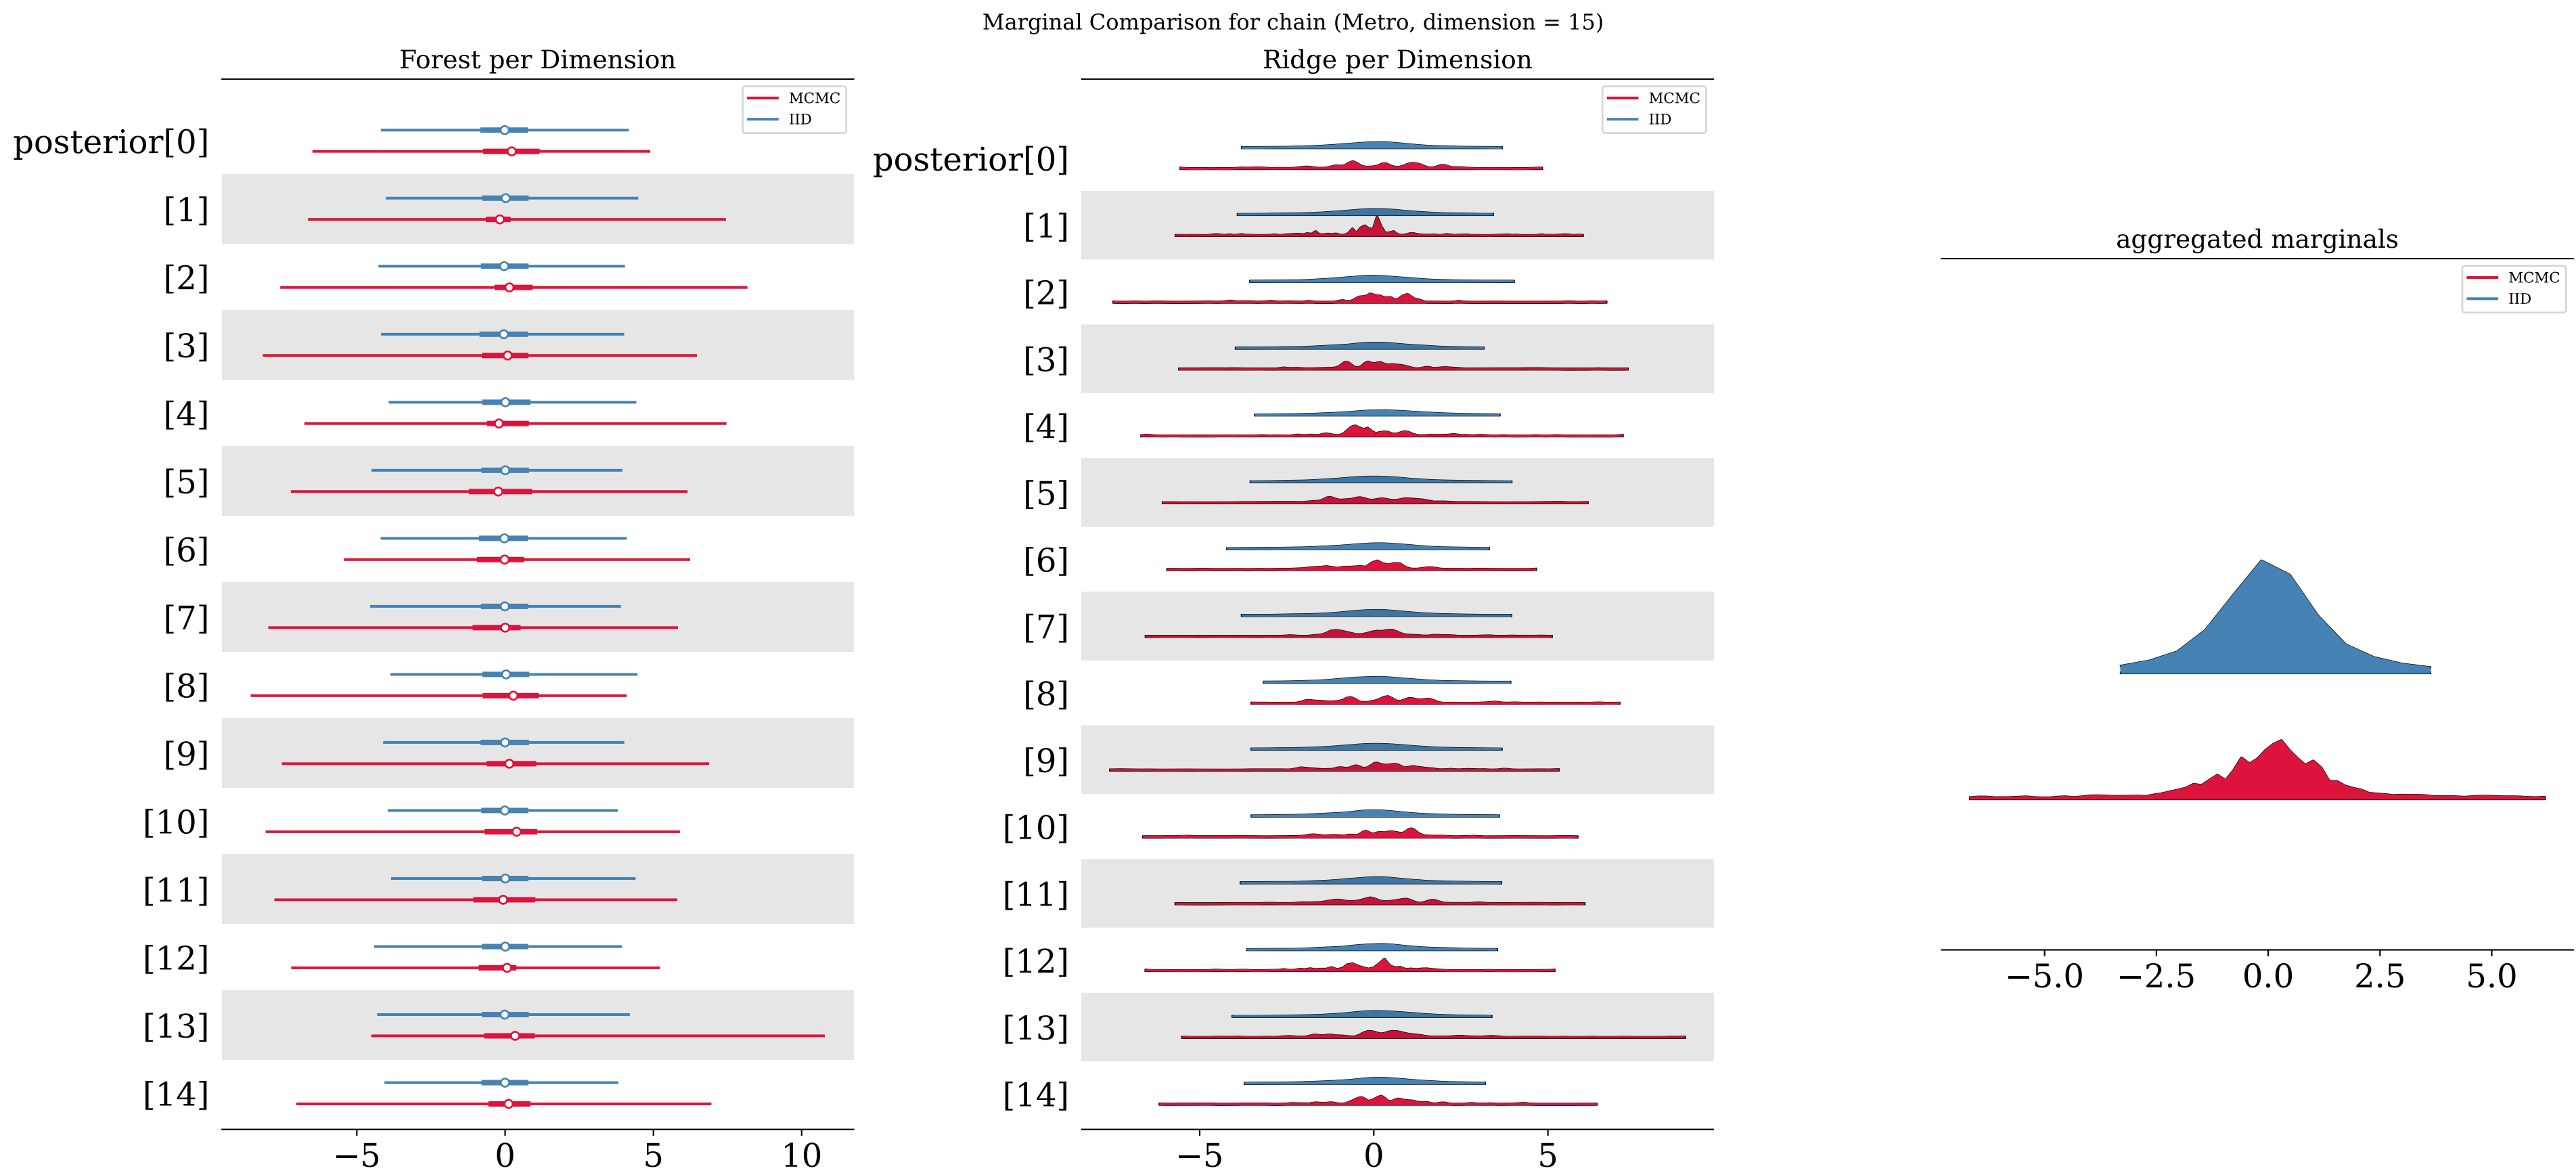 Marginal Comparison for chain (Metro, dimension = 15)
Forest per Dimension
MCMC
IID
posterior[0]
[1]
[2]
[3]
[4]
[5]
[6]
[7]
[8]
[9]
[10]
[11]
[12]
[13]
[14]
−5 0 5 10
Ridge per Dimension
MCMC
IID
posterior[0]
[1]
[2]
[3]
[4]
[5]
[6]
[7]
[8]
[9]
[10]
[11]
[12]
[13]
[14]
−5 0 5
aggregated marginals
MCMC
IID
−5.0 −2.5 0.0 2.5 5.0